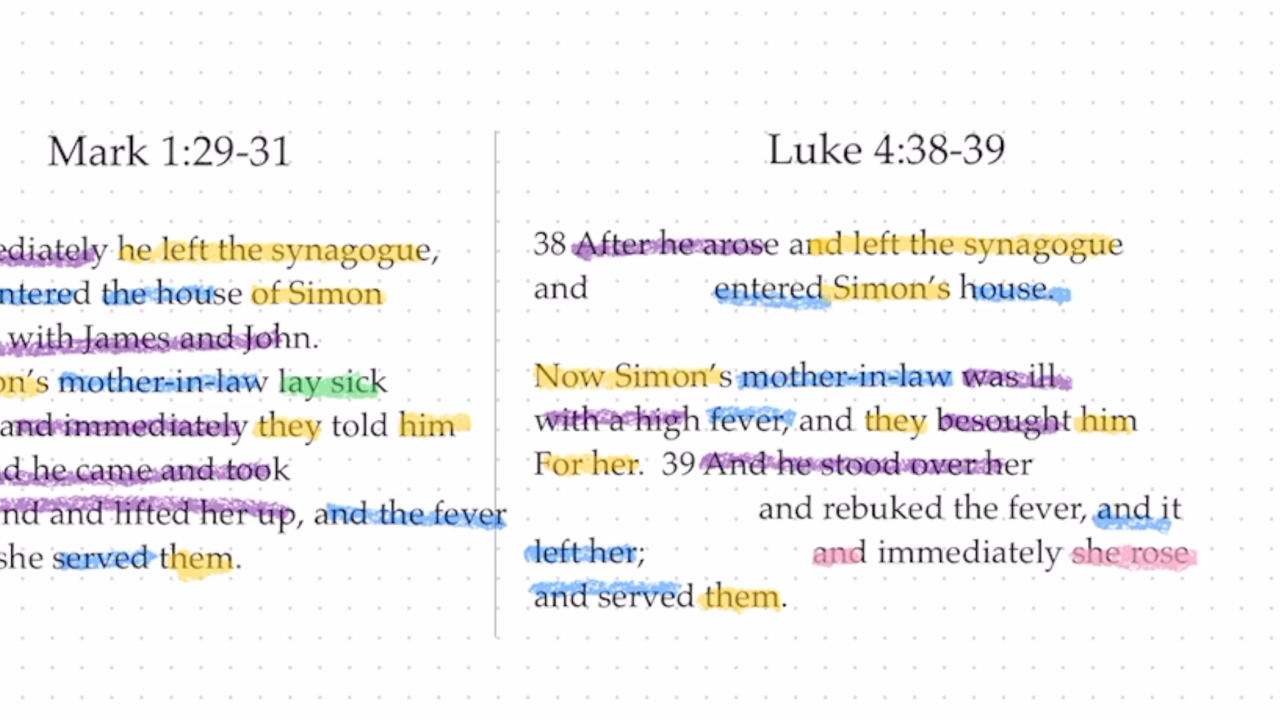 Mark 1:29-31
ediately he left the synagogue,
ntered the house of Simon
with James and John.
on's mother-in-law lay sick
and immediately they told him
d he came and took
nd and lifted her up, and the fever
she served them.
Luke 4:38-39
38 After he arose and left the synagogue
and entered Simon's house.
Now Simon's mother-in-law was ill
with a high fever, and they besought him
For her. 39 And he stood over her
and rebuked the fever, and it
left her; and immediately she rose
and served them.